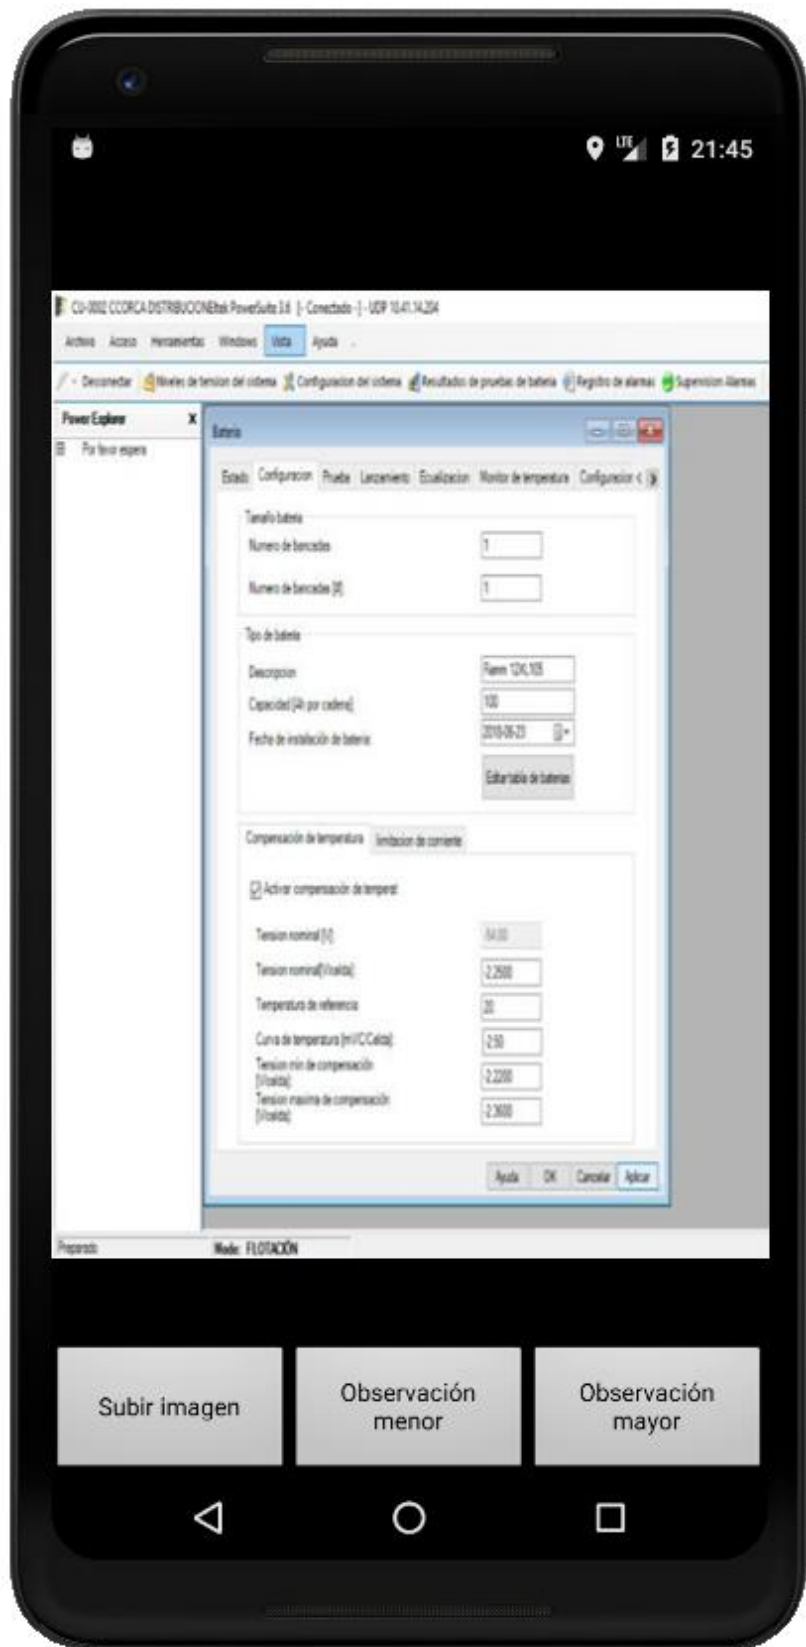 21:45
CU-0002 CCORCA DISTRIBUCION Eltek PowerSuite 3.6 [- Conectado -] - UDP 10.41.14.204
Archivo Acceso Herramientas Windows Vista Ayuda
Desconectar Niveles de tension del sistema Configuracion del sistema Resultados de pruebas de bateria Registro de alarmas Supervision Alarmas
Power Explorer X
Por favor espera
Bateria
Estado Configuracion Prueba Lanzamiento Ecualizacion Monitor de temperatura Configuracion
Tamaño bateria
Numero de bancadas 1
Numero de bancadas [#] 1
Tipo de bateria
Descripcion 12XL105
Capacidad [Ah por cadena] 100
Fecha de instalación de bateria
Editar tabla de baterias
Compensación de temperatura limitacion de corriente
Activar compensación de temperat
Tension nominal [V]
Tension nominal[V/celda] -2.2500
Temperatura de referencia 20
Curva de temperatura [mV/C/Celda] -2.50
Tension min de compensación -2.2200
[V/celda]
Tension maxima de compensación -2.3600
[V/celda]
Ayuda OK Cancelar Aplicar
Preparado Modo: FLOTACIÓN
Subir imagen
Observación menor
Observación mayor